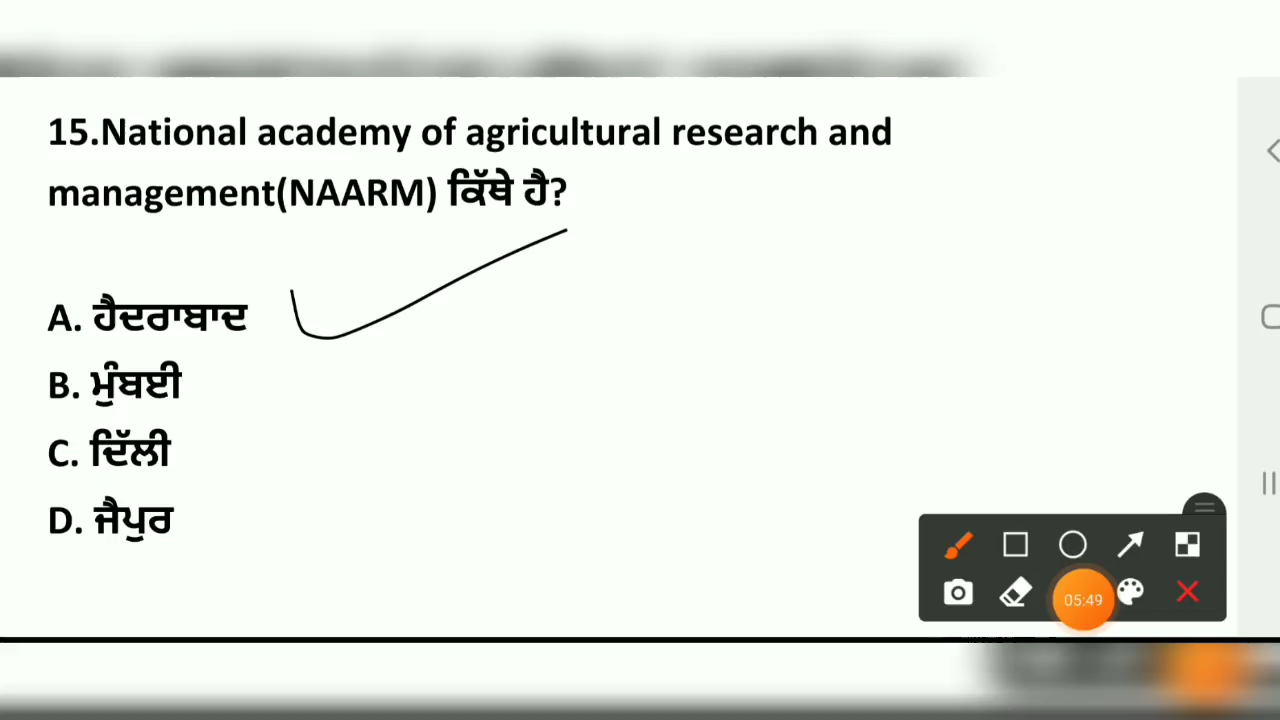 15.National academy of agricultural research and
management(NAARM) ਕਿੱਥੇ ਹੈ?
A. ਹੈਦਰਾਬਾਦ
B. ਮੁੰਬਈ
C. ਦਿੱਲੀ
D. ਜੈਪੁਰ
05:49